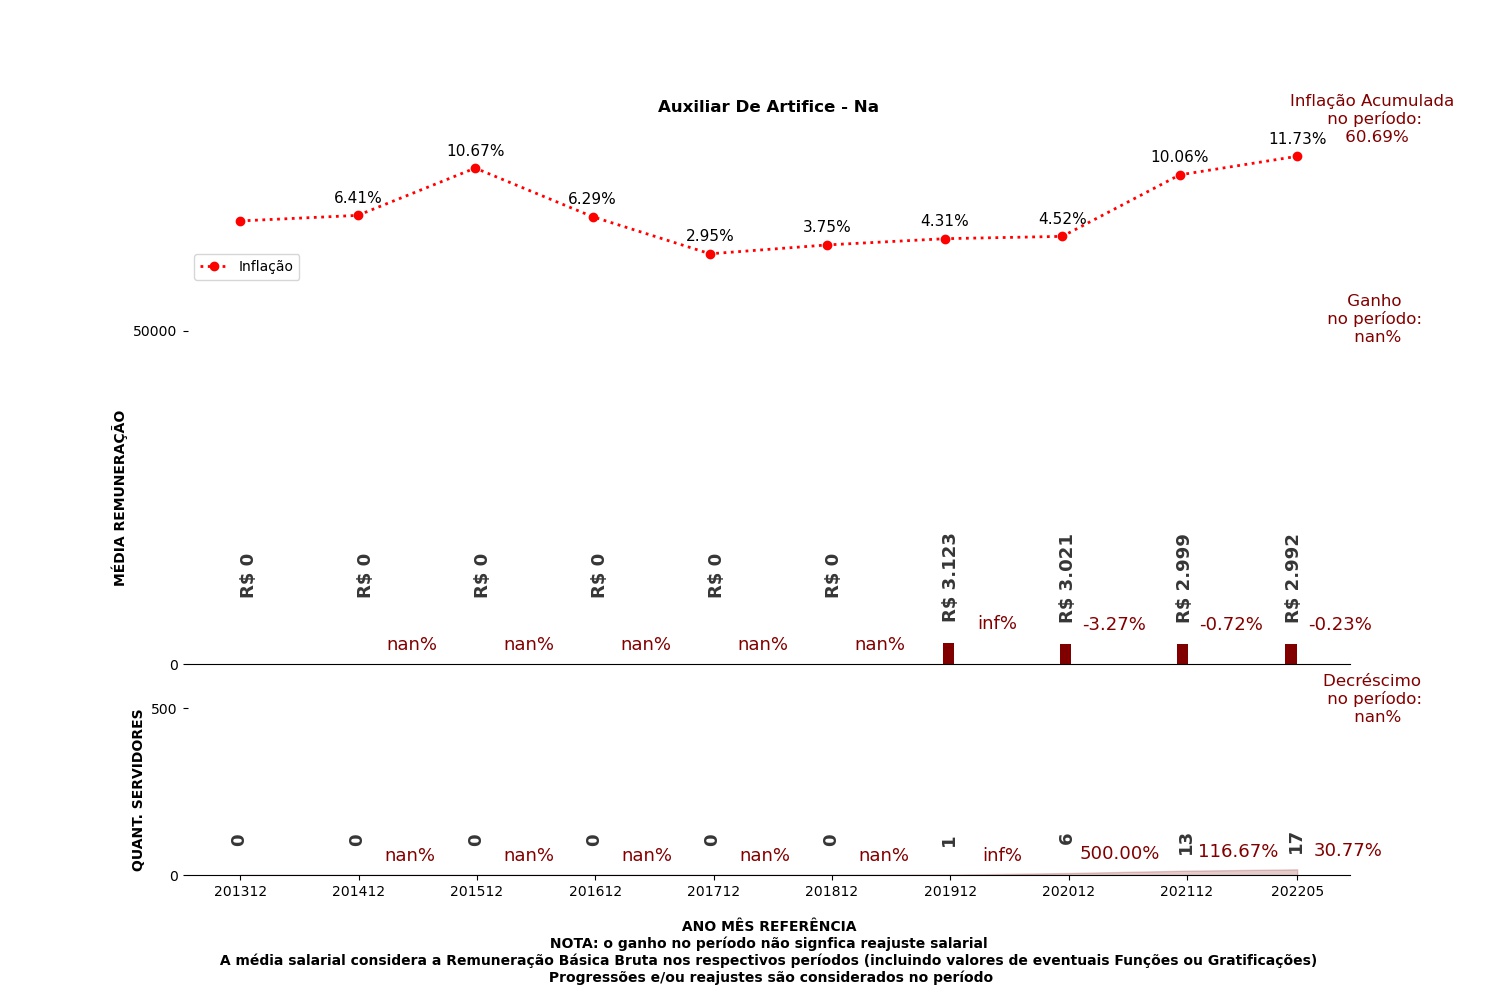 Auxiliar De Artifice - Na
Inflação Acumulada
no período:
60.69%
6.41%
10.67%
6.29%
2.95%
3.75%
4.31%
4.52%
10.06%
11.73%
Inflação
Ganho
no período:
nan%
50000
0
MÉDIA REMUNERAÇÃO
R$ 0
R$ 0
R$ 0
R$ 0
R$ 0
R$ 0
R$ 3.123
R$ 3.021
R$ 2.999
R$ 2.992
nan%
nan%
nan%
nan%
nan%
inf%
-3.27%
-0.72%
-0.23%
Decréscimo
no período:
nan%
500
0
QUANT. SERVIDORES
0
0
0
0
0
0
1
6
13
17
nan%
nan%
nan%
nan%
nan%
inf%
500.00%
116.67%
30.77%
201312
201412
201512
201612
201712
201812
201912
202012
202112
202205
ANO MÊS REFERÊNCIA
NOTA: o ganho no período não signfica reajuste salarial
A média salarial considera a Remuneração Básica Bruta nos respectivos períodos (incluindo valores de eventuais Funções ou Gratificações)
Progressões e/ou reajustes são considerados no período